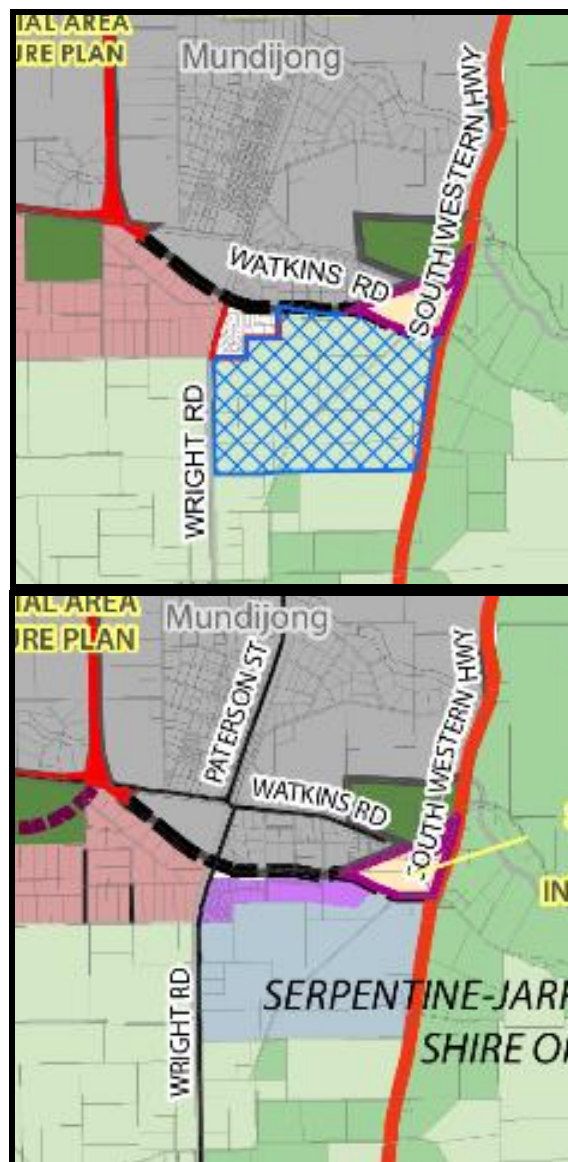 IAL AREA
URE PLAN
Mundijong
SOUTH WESTERN HWY
WATKINS RD
WRIGHT RD
IAL AREA
URE PLAN
Mundijong
PATERSON ST
SOUTH WESTERN HWY
WATKINS RD
IN
WRIGHT RD
SERPENTINE-JARR
SHIRE O